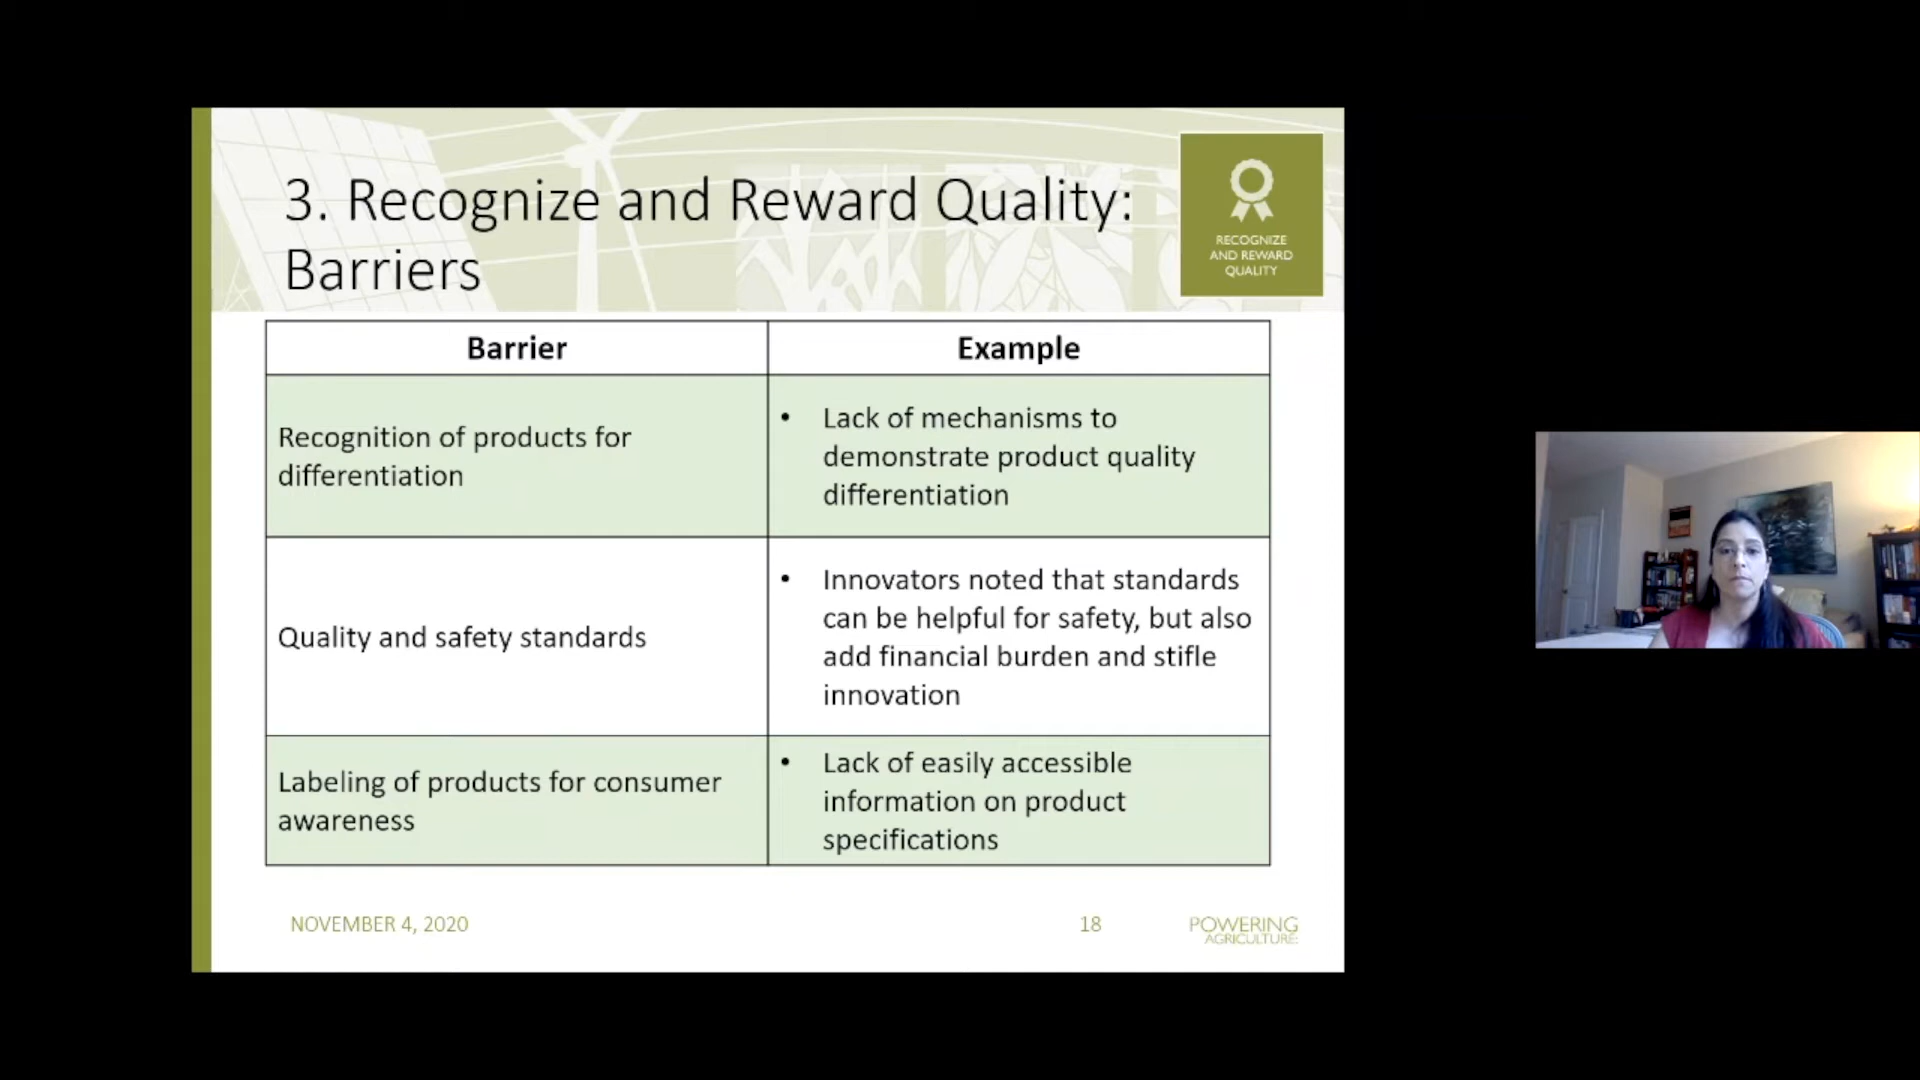 3. Recognize and Reward Quality:
Barriers
RECOGNIZE
AND REWARD
QUALITY
Barrier
Example
Recognition of products for
differentiation
• Lack of mechanisms to
demonstrate product quality
differentiation
Quality and safety standards
• Innovators noted that standards
can be helpful for safety, but also
add financial burden and stifle
innovation
Labeling of products for consumer
awareness
• Lack of easily accessible
information on product
specifications
NOVEMBER 4, 2020
18
POWERING
AGRICULTURE: